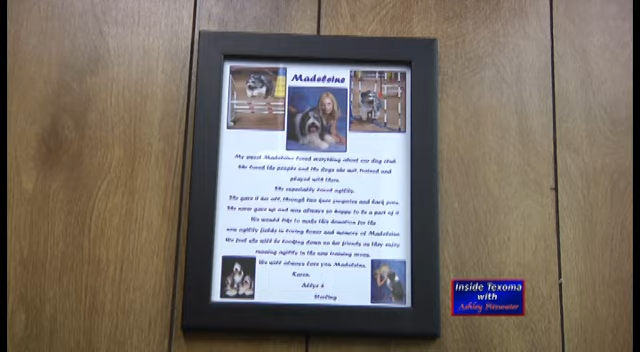 Madeleine
My sweet Madeleine loved everything about our dog club
She loved the people and the dogs she met, trained and
played with there.
She especially loved agility.
She gave it her all, through two knee surgeries and back pain.
She never gave up and was always so happy to be a part of it
We would like to make this donation for the
new agility fields in loving honor and memory of Madeleine
We feel she will be looking down on her friends as they enjoy
running agility in the new training areas.
We will always love you Madeleine,
Karen,
Addys &
Sterling
Inside Texoma
with
Ashley